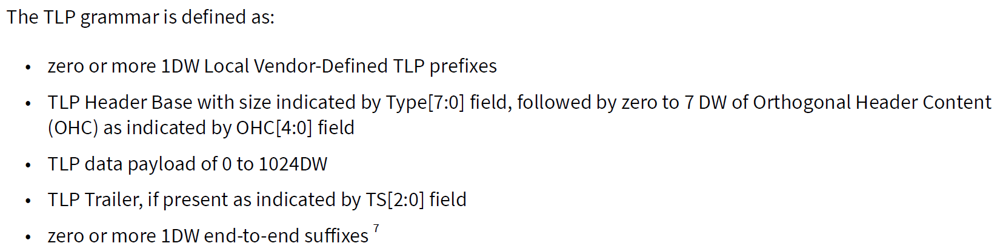 The TLP grammar is defined as:
• zero or more 1DW Local Vendor-Defined TLP prefixes
• TLP Header Base with size indicated by Type[7:0] field, followed by zero to 7 DW of Orthogonal Header Content
(OHC) as indicated by OHC[4:0] field
• TLP data payload of 0 to 1024DW
• TLP Trailer, if present as indicated by TS[2:0] field
• zero or more 1DW end-to-end suffixes 7